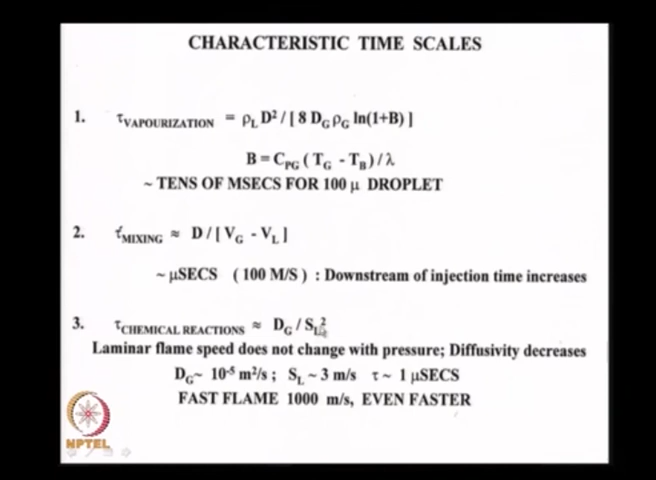 CHARACTERISTIC TIME SCALES
1. τVAPOURIZATION = ρL D² / [ 8 DG ρG ln(1+B) ]
B = CPG ( TG - TB ) / λ
~ TENS OF MSECS FOR 100 μ DROPLET
2. τMIXING ≈ D / [ VG - VL ]
~ μSECS ( 100 M/S ) : Downstream of injection time increases
3. τCHEMICAL REACTIONS ≈ DG / SL²
Laminar flame speed does not change with pressure; Diffusivity decreases
DG~ 10⁻⁵ m²/s ; SL ~ 3 m/s τ ~ 1 μSECS
FAST FLAME 1000 m/s, EVEN FASTER
NPTEL